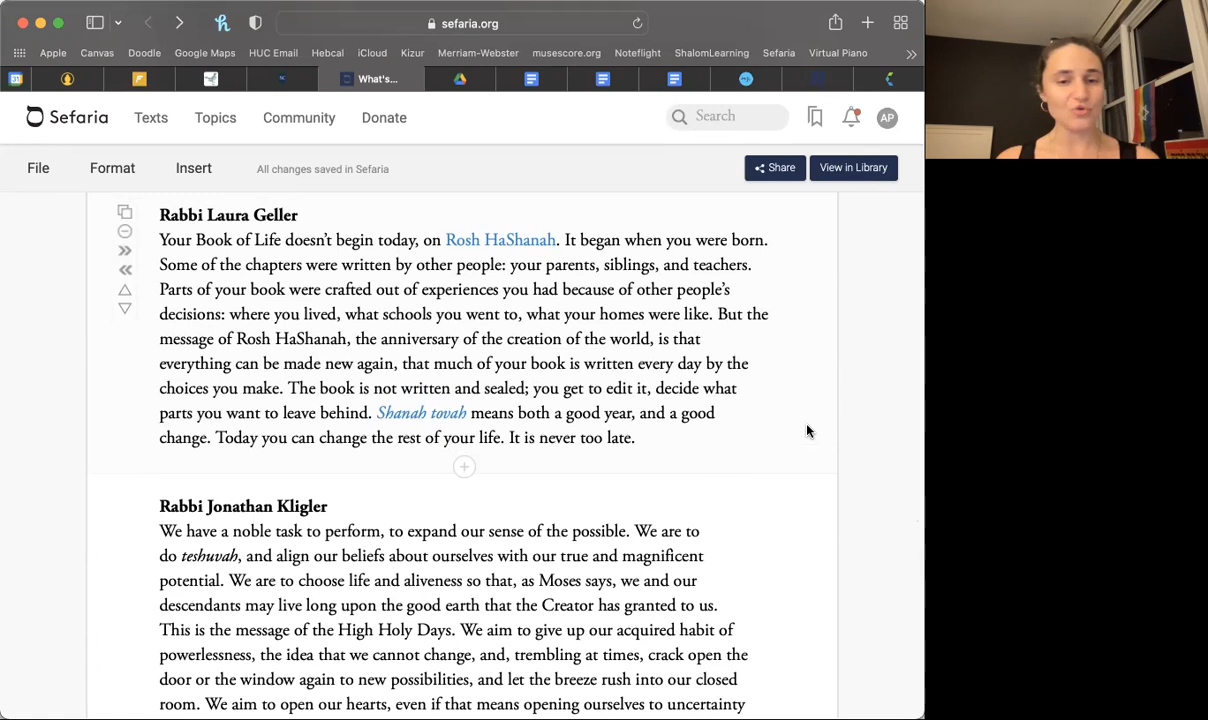 sefaria.org
Apple Canvas Doodle Google Maps HUC Email Hebcal iCloud Kizur Merriam-Webster musescore.org Noteflight ShalomLearning Sefaria Virtual Piano
What's...
Sefaria Texts Topics Community Donate Search AP
File Format Insert All changes saved in Sefaria Share View in Library
Rabbi Laura Geller
Your Book of Life doesn’t begin today, on Rosh HaShanah. It began when you were born.
Some of the chapters were written by other people: your parents, siblings, and teachers.
Parts of your book were crafted out of experiences you had because of other people’s
decisions: where you lived, what schools you went to, what your homes were like. But the
message of Rosh HaShanah, the anniversary of the creation of the world, is that
everything can be made new again, that much of your book is written every day by the
choices you make. The book is not written and sealed; you get to edit it, decide what
parts you want to leave behind. Shanah tovah means both a good year, and a good
change. Today you can change the rest of your life. It is never too late.
Rabbi Jonathan Kligler
We have a noble task to perform, to expand our sense of the possible. We are to
do teshuvah, and align our beliefs about ourselves with our true and magnificent
potential. We are to choose life and aliveness so that, as Moses says, we and our
descendants may live long upon the good earth that the Creator has granted to us.
This is the message of the High Holy Days. We aim to give up our acquired habit of
powerlessness, the idea that we cannot change, and, trembling at times, crack open the
door or the window again to new possibilities, and let the breeze rush into our closed
room. We aim to open our hearts, even if that means opening ourselves to uncertainty